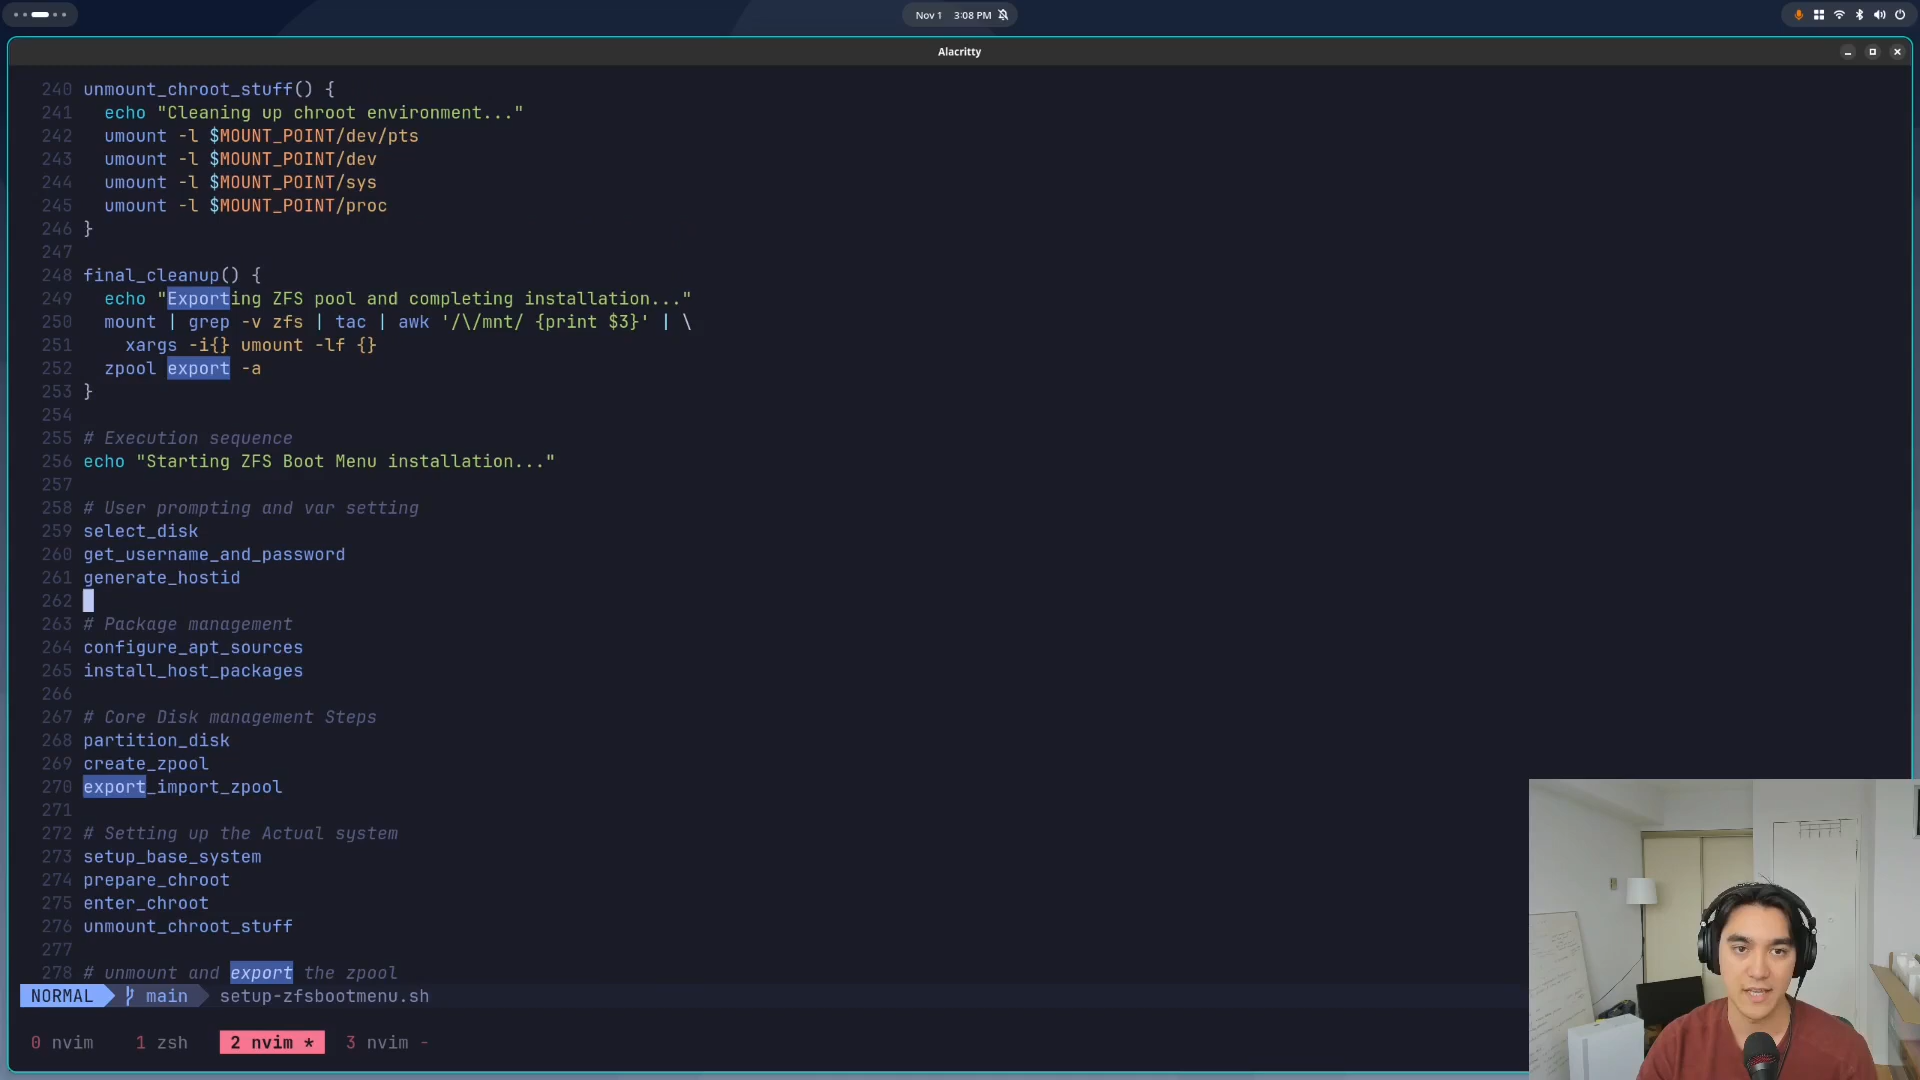 Nov 1 3:08 PM
Alacritty
240 unmount_chroot_stuff() {
241 echo "Cleaning up chroot environment..."
242 umount -l $MOUNT_POINT/dev/pts
243 umount -l $MOUNT_POINT/dev
244 umount -l $MOUNT_POINT/sys
245 umount -l $MOUNT_POINT/proc
246 }
247
248 final_cleanup() {
249 echo "Exporting ZFS pool and completing installation..."
250 mount | grep -v zfs | tac | awk '/\/mnt/ {print $3}' | \
251 xargs -i{} umount -lf {}
252 zpool export -a
253 }
254
255 # Execution sequence
256 echo "Starting ZFS Boot Menu installation..."
257
258 # User prompting and var setting
259 select_disk
260 get_username_and_password
261 generate_hostid
262
263 # Package management
264 configure_apt_sources
265 install_host_packages
266
267 # Core Disk management Steps
268 partition_disk
269 create_zpool
270 export_import_zpool
271
272 # Setting up the Actual system
273 setup_base_system
274 prepare_chroot
275 enter_chroot
276 unmount_chroot_stuff
277
278 # unmount and export the zpool
NORMAL main setup-zfsbootmenu.sh
0 nvim 1 zsh 2 nvim * 3 nvim -